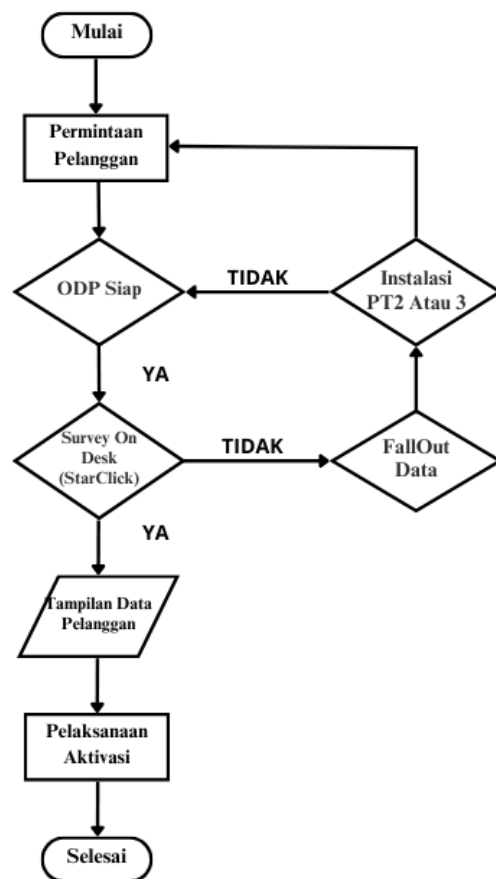 Mulai
Permintaan
Pelanggan
ODP Siap
TIDAK
Instalasi
PT2 Atau 3
YA
Survey On
Desk
(StarClick)
TIDAK
FallOut
Data
YA
Tampilan Data
Pelanggan
Pelaksanaan
Aktivasi
Selesai